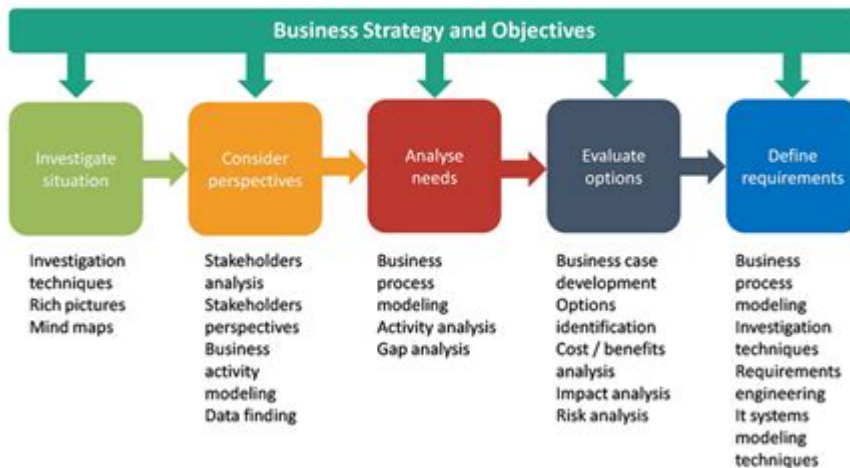 Business Strategy and Objectives
Investigate
situation
Consider
perspectives
Analyse
needs
Evaluate
options
Define
requirements
Investigation
techniques
Rich pictures
Mind maps
Stakeholders
analysis
Stakeholders
perspectives
Business
activity
modeling
Data finding
Business
process
modeling
Activity analysis
Gap analysis
Business case
development
Options
identification
Cost / benefits
analysis
Impact analysis
Risk analysis
Business
process
modeling
Investigation
techniques
Requirements
engineering
It systems
modeling
techniques